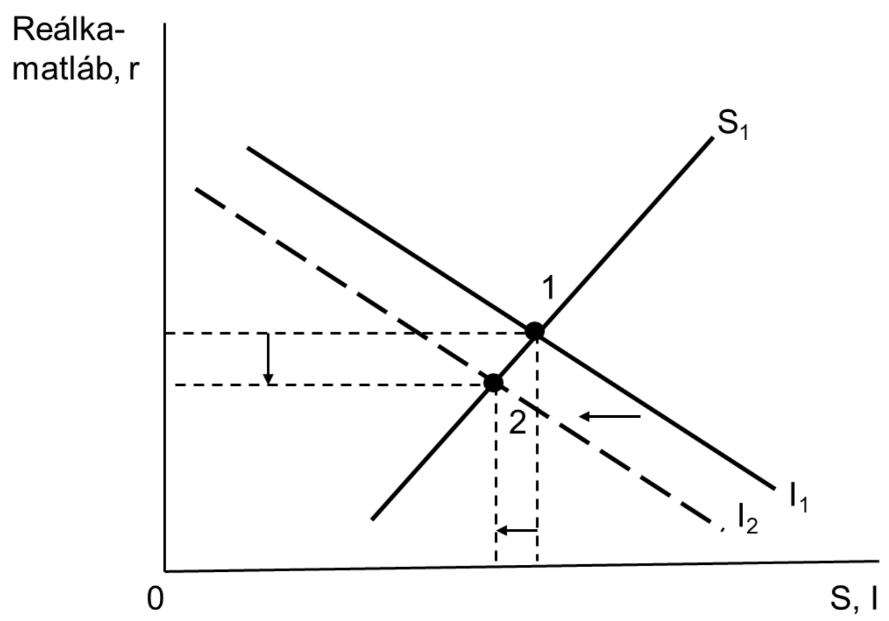 Reálka-
matláb, r
S₁
1
2
I₁
I₂
0
S, I